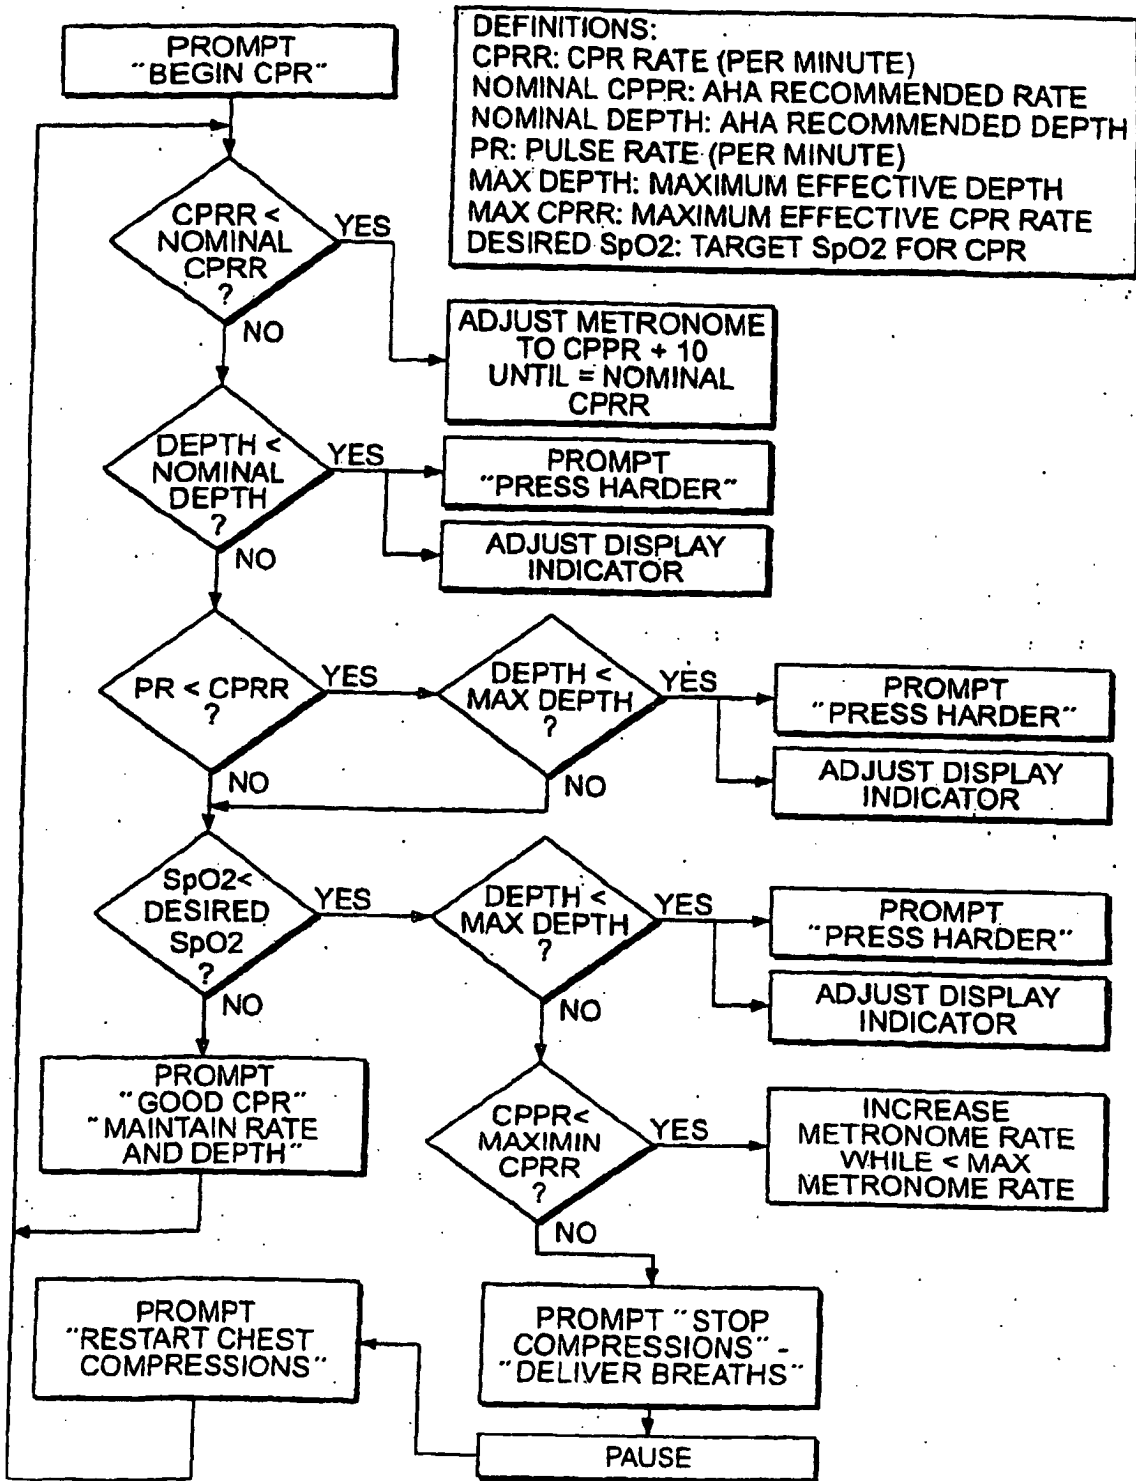 PROMPT
"BEGIN CPR"
DEFINITIONS:
CPRR: CPR RATE (PER MINUTE)
NOMINAL CPPR: AHA RECOMMENDED RATE
NOMINAL DEPTH: AHA RECOMMENDED DEPTH
PR: PULSE RATE (PER MINUTE)
MAX DEPTH: MAXIMUM EFFECTIVE DEPTH
MAX CPRR: MAXIMUM EFFECTIVE CPR RATE
DESIRED SpO2: TARGET SpO2 FOR CPR
CPRR <
NOMINAL
CPRR
?
YES
NO
ADJUST METRONOME
TO CPPR + 10
UNTIL = NOMINAL
CPRR
DEPTH <
NOMINAL
DEPTH
?
YES
NO
PROMPT
"PRESS HARDER"
ADJUST DISPLAY
INDICATOR
PR < CPRR
?
YES
NO
DEPTH <
MAX DEPTH
?
YES
NO
PROMPT
"PRESS HARDER"
ADJUST DISPLAY
INDICATOR
SpO2<
DESIRED
SpO2
?
YES
NO
DEPTH <
MAX DEPTH
?
YES
NO
PROMPT
"PRESS HARDER"
ADJUST DISPLAY
INDICATOR
PROMPT
"GOOD CPR"
"MAINTAIN RATE
AND DEPTH"
CPPR<
MAXIMIN
CPRR
?
YES
NO
INCREASE
METRONOME RATE
WHILE < MAX
METRONOME RATE
PROMPT
"RESTART CHEST
COMPRESSIONS"
PROMPT "STOP
COMPRESSIONS" -
"DELIVER BREATHS"
PAUSE